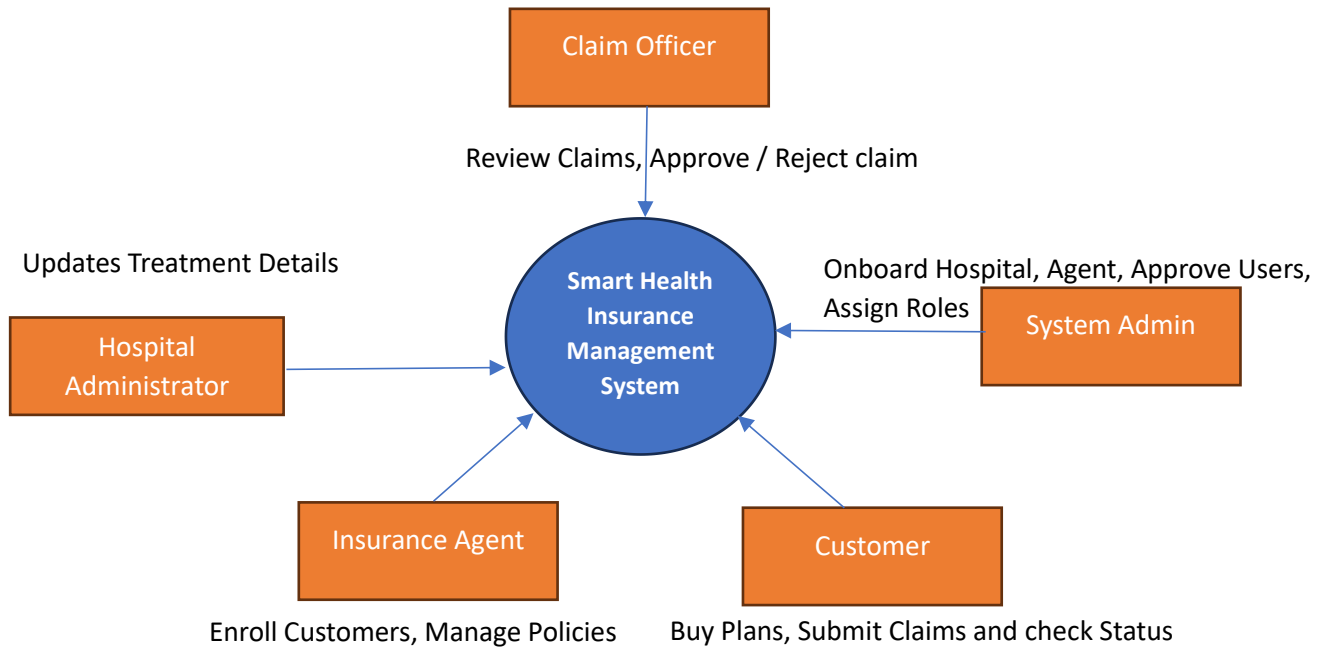 Claim Officer
Review Claims, Approve / Reject claim
Updates Treatment Details
Hospital
Administrator
Smart Health
Insurance
Management
System
Onboard Hospital, Agent, Approve Users,
Assign Roles
System Admin
Insurance Agent
Enroll Customers, Manage Policies
Customer
Buy Plans, Submit Claims and check Status